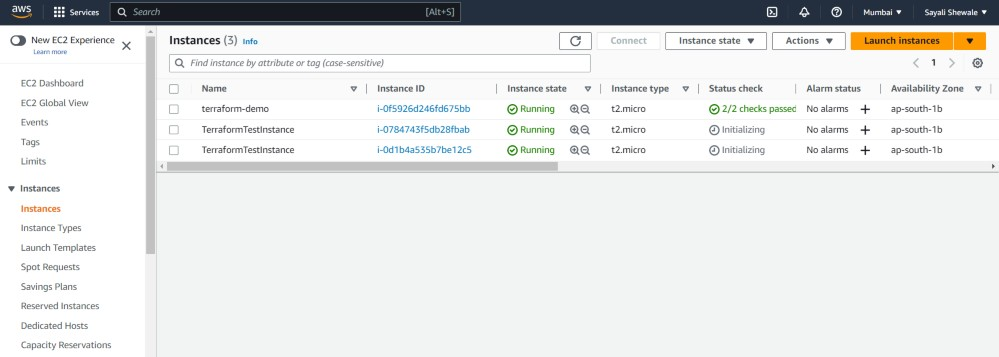 aws Services Search [Alt+S] Mumbai ▼ Sayali Shewale ▼
New EC2 Experience
Learn more
EC2 Dashboard
EC2 Global View
Events
Tags
Limits
Instances
Instances
Instance Types
Launch Templates
Spot Requests
Savings Plans
Reserved Instances
Dedicated Hosts
Capacity Reservations
Instances (3) Info Connect Instance state ▼ Actions ▼ Launch instances ▼
Find instance by attribute or tag (case-sensitive) < 1 >
Name Instance ID Instance state Instance type Status check Alarm status Availability Zone
terraform-demo i-0f5926d246fd675bb Running t2.micro 2/2 checks passed No alarms + ap-south-1b
TerraformTestInstance i-0784743f5db28fbab Running t2.micro Initializing No alarms + ap-south-1b
TerraformTestInstance i-0d1b4a535b7be12c5 Running t2.micro Initializing No alarms + ap-south-1b